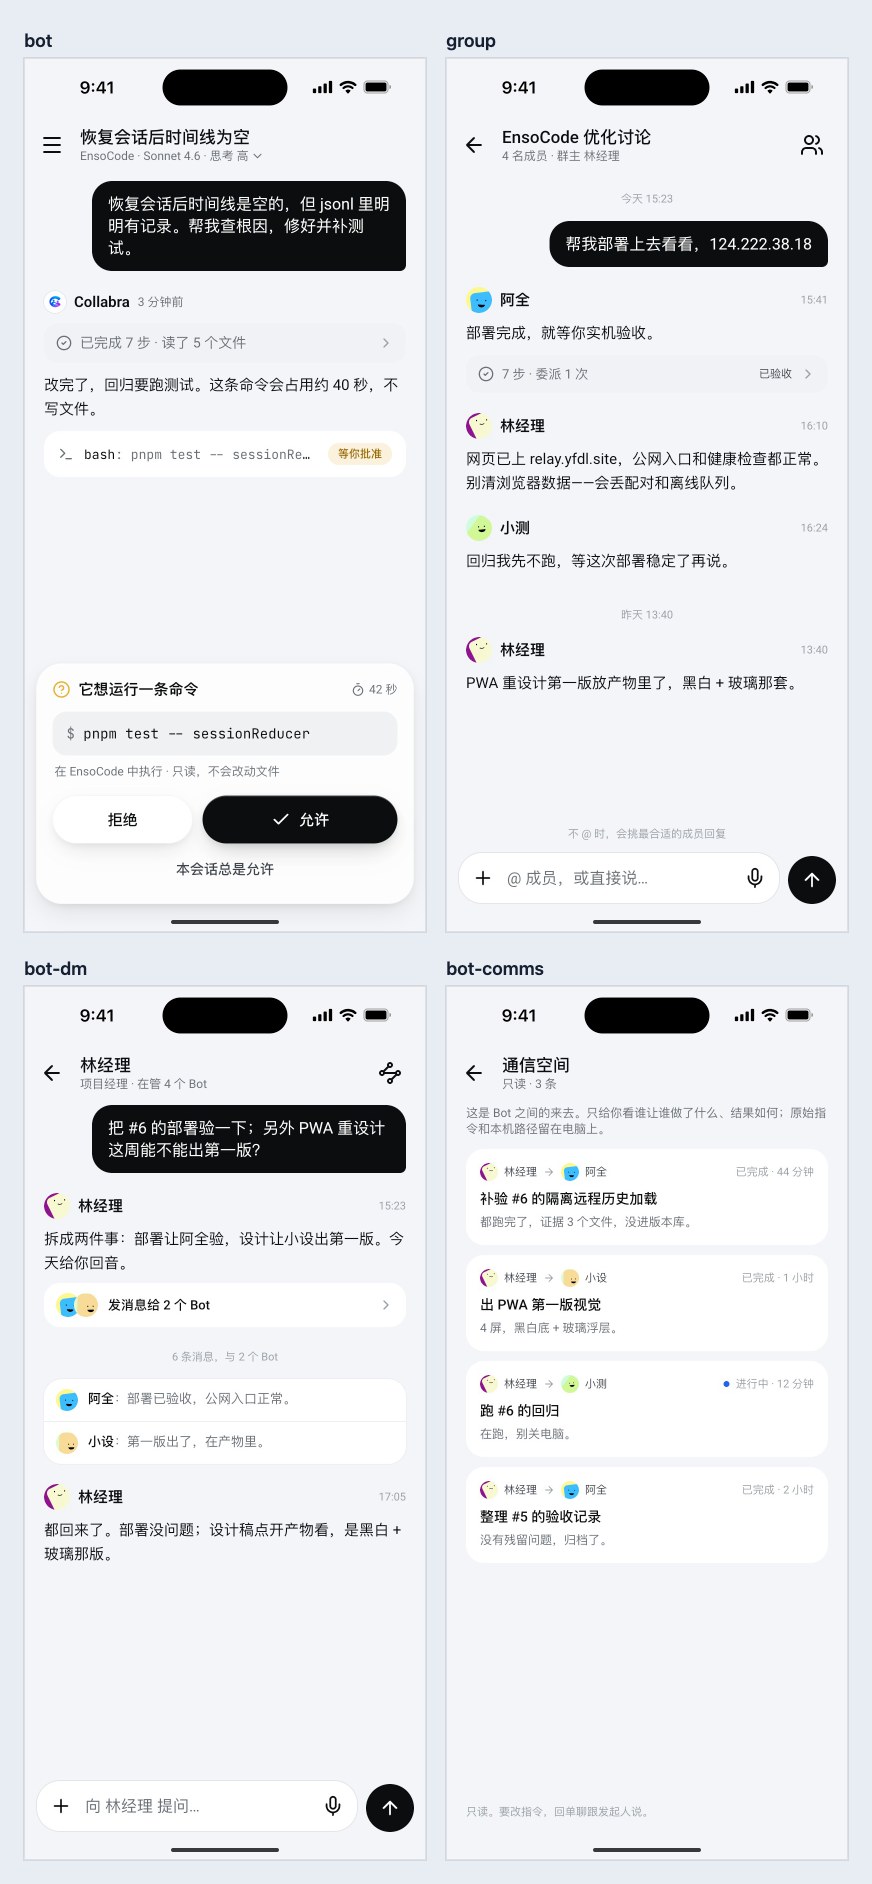 bot
9:41
恢复会话后时间线为空
EnsoCode · Sonnet 4.6 · 思考 高
恢复会话后时间线是空的，但 jsonl 里明
明有记录。帮我查根因，修好并补测
试。
Collabra 3 分钟前
已完成 7 步 · 读了 5 个文件
改完了，回归要跑测试。这条命令会占用约 40 秒，不
写文件。
bash: pnpm test -- sessionRe… 等你批准
它想运行一条命令 42 秒
$ pnpm test -- sessionReducer
在 EnsoCode 中执行 · 只读，不会改动文件
拒绝 允许
本会话总是允许
group
9:41
EnsoCode 优化讨论
4 名成员 · 群主 林经理
今天 15:23
帮我部署上去看看，124.222.38.18
阿全 15:41
部署完成，就等你实机验收。
7 步 · 委派 1 次 已验收
林经理 16:10
网页已上 relay.yfdl.site，公网入口和健康检查都正常。
别清浏览器数据——会丢配对和离线队列。
小测 16:24
回归我先不跑，等这次部署稳定了再说。
昨天 13:40
林经理 13:40
PWA 重设计第一版放产物里了，黑白 + 玻璃那套。
不 @ 时，会挑最合适的成员回复
@ 成员，或直接说…
bot-dm
9:41
林经理
项目经理 · 在管 4 个 Bot
把 #6 的部署验一下；另外 PWA 重设计
这周能不能出第一版?
林经理 15:23
拆成两件事：部署让阿全验，设计让小设出第一版。今
天给你回音。
发消息给 2 个 Bot
6 条消息，与 2 个 Bot
阿全：部署已验收，公网入口正常。
小设：第一版出了，在产物里。
林经理 17:05
都回来了。部署没问题；设计稿点开产物看，是黑白 +
玻璃那版。
向 林经理 提问…
bot-comms
9:41
通信空间
只读 · 3 条
这是 Bot 之间的来去。只给你看谁让谁做了什么、结果如何；原始指
令和本机路径留在电脑上。
林经理 → 阿全 已完成 · 44 分钟
补验 #6 的隔离远程历史加载
都跑完了，证据 3 个文件，没进版本库。
林经理 → 小设 已完成 · 1 小时
出 PWA 第一版视觉
4 屏，黑白底 + 玻璃浮层。
林经理 → 小测 进行中 · 12 分钟
跑 #6 的回归
在跑，别关电脑。
林经理 → 阿全 已完成 · 2 小时
整理 #5 的验收记录
没有残留问题，归档了。
只读。要改指令，回单聊跟发起人说。